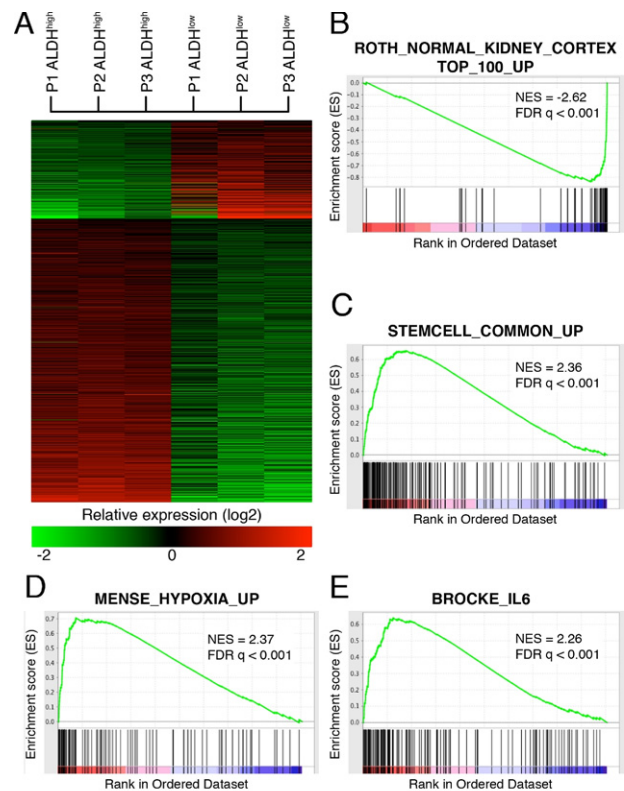 A
P1 ALDHhigh
P2 ALDHhigh
P3 ALDHhigh
P1 ALDHlow
P2 ALDHlow
P3 ALDHlow
Relative expression (log2)
-2
0
2
B
ROTH_NORMAL_KIDNEY_CORTEX
TOP_100_UP
NES = -2.62
FDR q < 0.001
Enrichment score (ES)
0.0
-0.1
-0.2
-0.3
-0.4
-0.5
-0.6
-0.7
-0.8
Rank in Ordered Dataset
C
STEMCELL_COMMON_UP
NES = 2.36
FDR q < 0.001
Enrichment score (ES)
0.6
0.5
0.4
0.3
0.2
0.1
0.0
Rank in Ordered Dataset
D
MENSE_HYPOXIA_UP
NES = 2.37
FDR q < 0.001
Enrichment score (ES)
0.7
0.6
0.5
0.4
0.3
0.2
0.1
0.0
Rank in Ordered Dataset
E
BROCKE_IL6
NES = 2.26
FDR q < 0.001
Enrichment score (ES)
0.6
0.5
0.4
0.3
0.2
0.1
0.0
Rank in Ordered Dataset